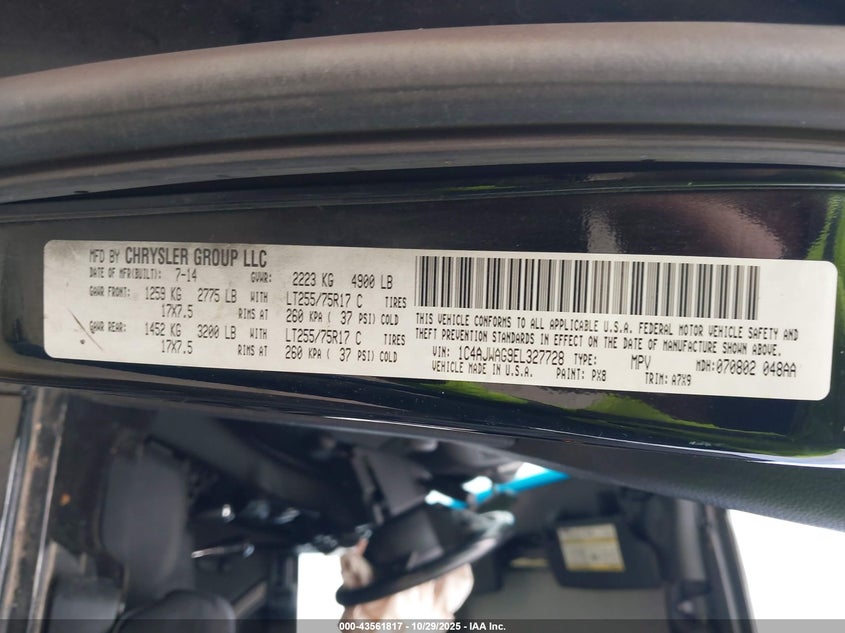 MFD BY CHRYSLER GROUP LLC
DATE OF MFR(BUILT): 7-14 GVWR: 2223 KG 4900 LB
GAWR FRONT: 1259 KG 2775 LB WITH LT255/75R17 C TIRES
17X7.5 RIMS AT 260 KPA ( 37 PSI) COLD
GAWR REAR: 1452 KG 3200 LB WITH LT255/75R17 C TIRES
17X7.5 RIMS AT 260 KPA ( 37 PSI) COLD
THIS VEHICLE CONFORMS TO ALL APPLICABLE U.S.A. FEDERAL MOTOR VEHICLE SAFETY AND
THEFT PREVENTION STANDARDS IN EFFECT ON THE DATE OF MANUFACTURE SHOWN ABOVE.
VIN: 1C4AJWAG9EL327728 TYPE: MPV MDH:070802 048AA
VEHICLE MADE IN U.S.A. PAINT: PX8 TRIM: A7X9
000-43561817 | 10/29/2025 - IAA Inc.